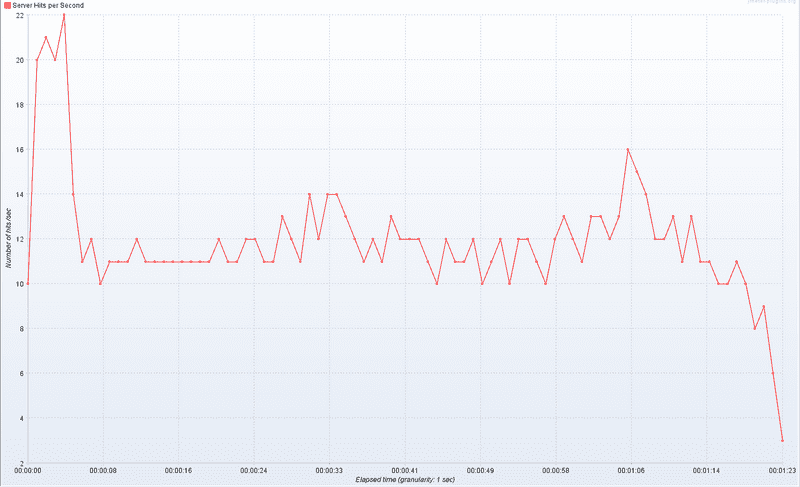 Server Hits per Second
jmeter-plugins.org
22
20
18
16
14
12
10
8
6
4
2
Number of hits /sec
00:00:00 00:00:08 00:00:16 00:00:24 00:00:33 00:00:41 00:00:49 00:00:58 00:01:06 00:01:14 00:01:23
Elapsed time (granularity: 1 sec)